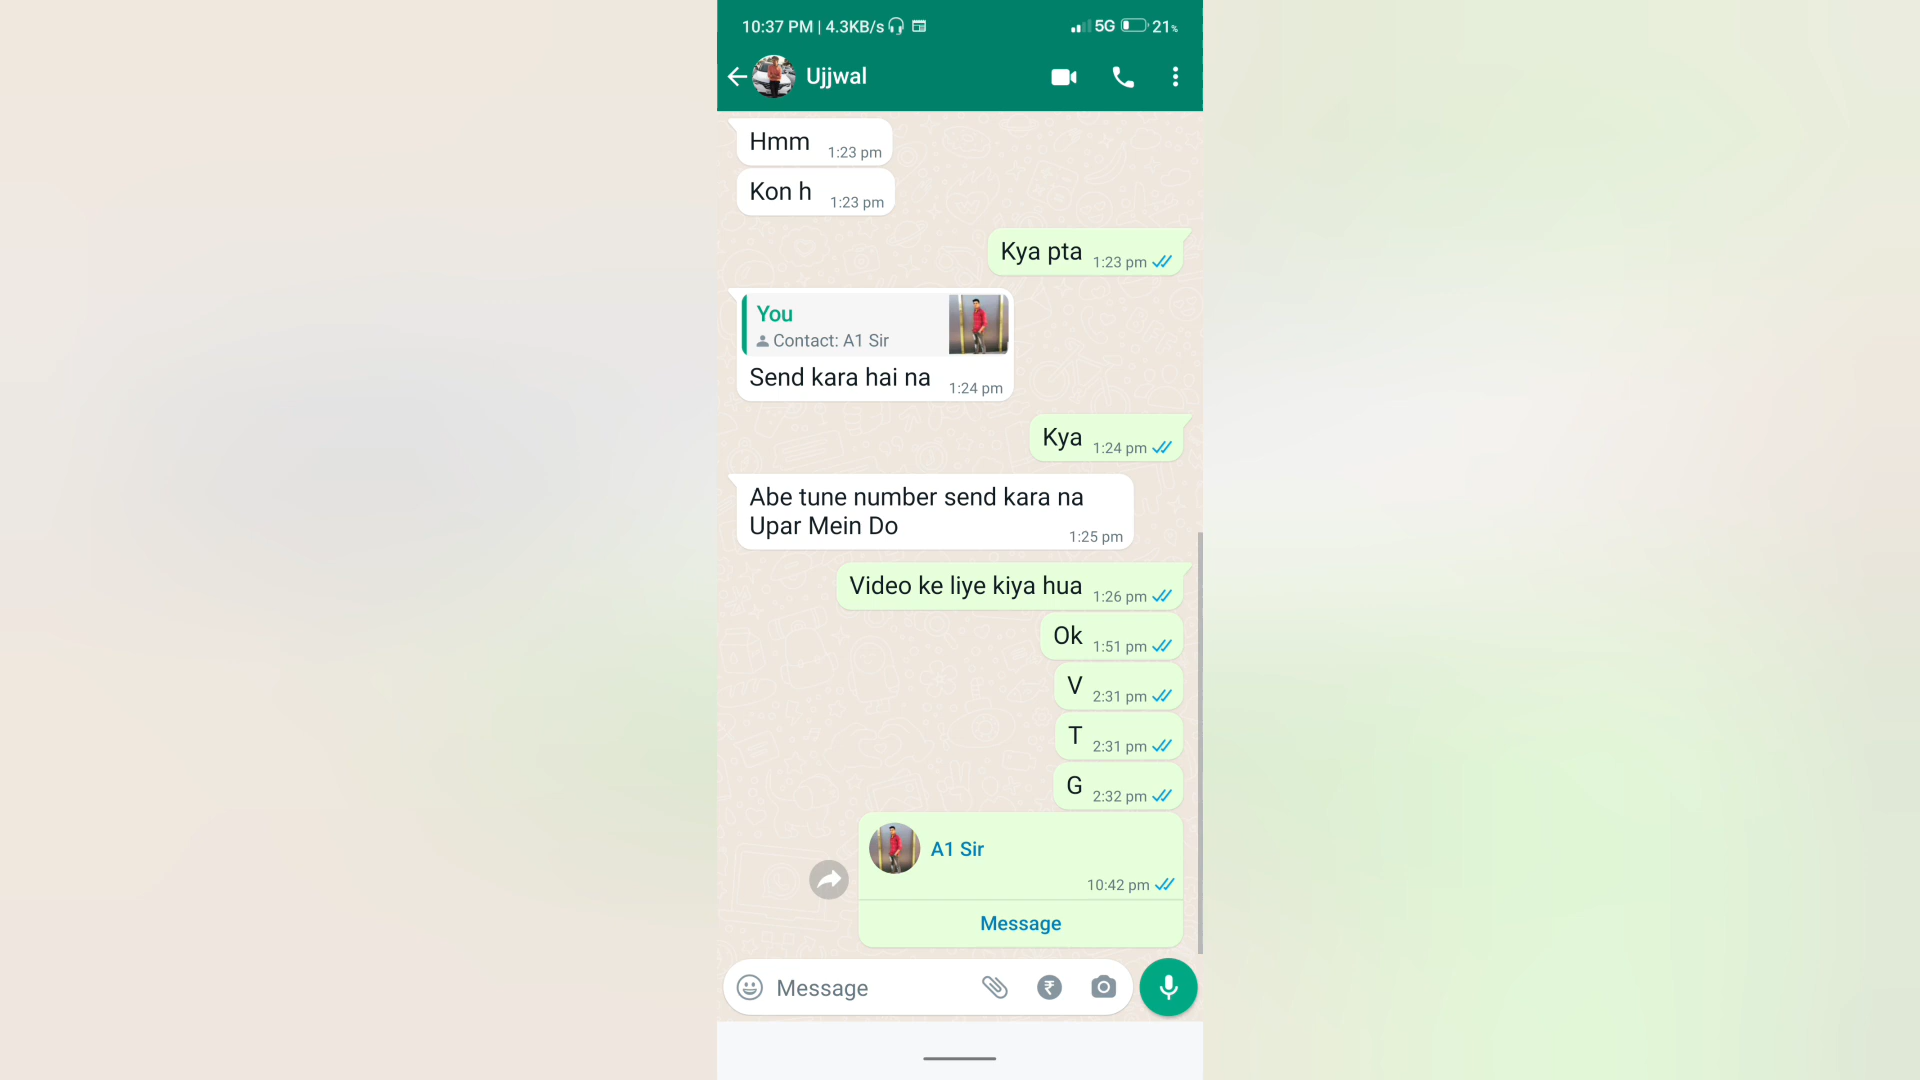 10:37 PM | 4.3KB/s 5G 21%
Ujjwal
Hmm 1:23 pm
Kon h 1:23 pm
Kya pta 1:23 pm
You
Contact: A1 Sir
Send kara hai na 1:24 pm
Kya 1:24 pm
Abe tune number send kara na
Upar Mein Do 1:25 pm
Video ke liye kiya hua 1:26 pm
Ok 1:51 pm
V 2:31 pm
T 2:31 pm
G 2:32 pm
A1 Sir
10:42 pm
Message
Message ₹